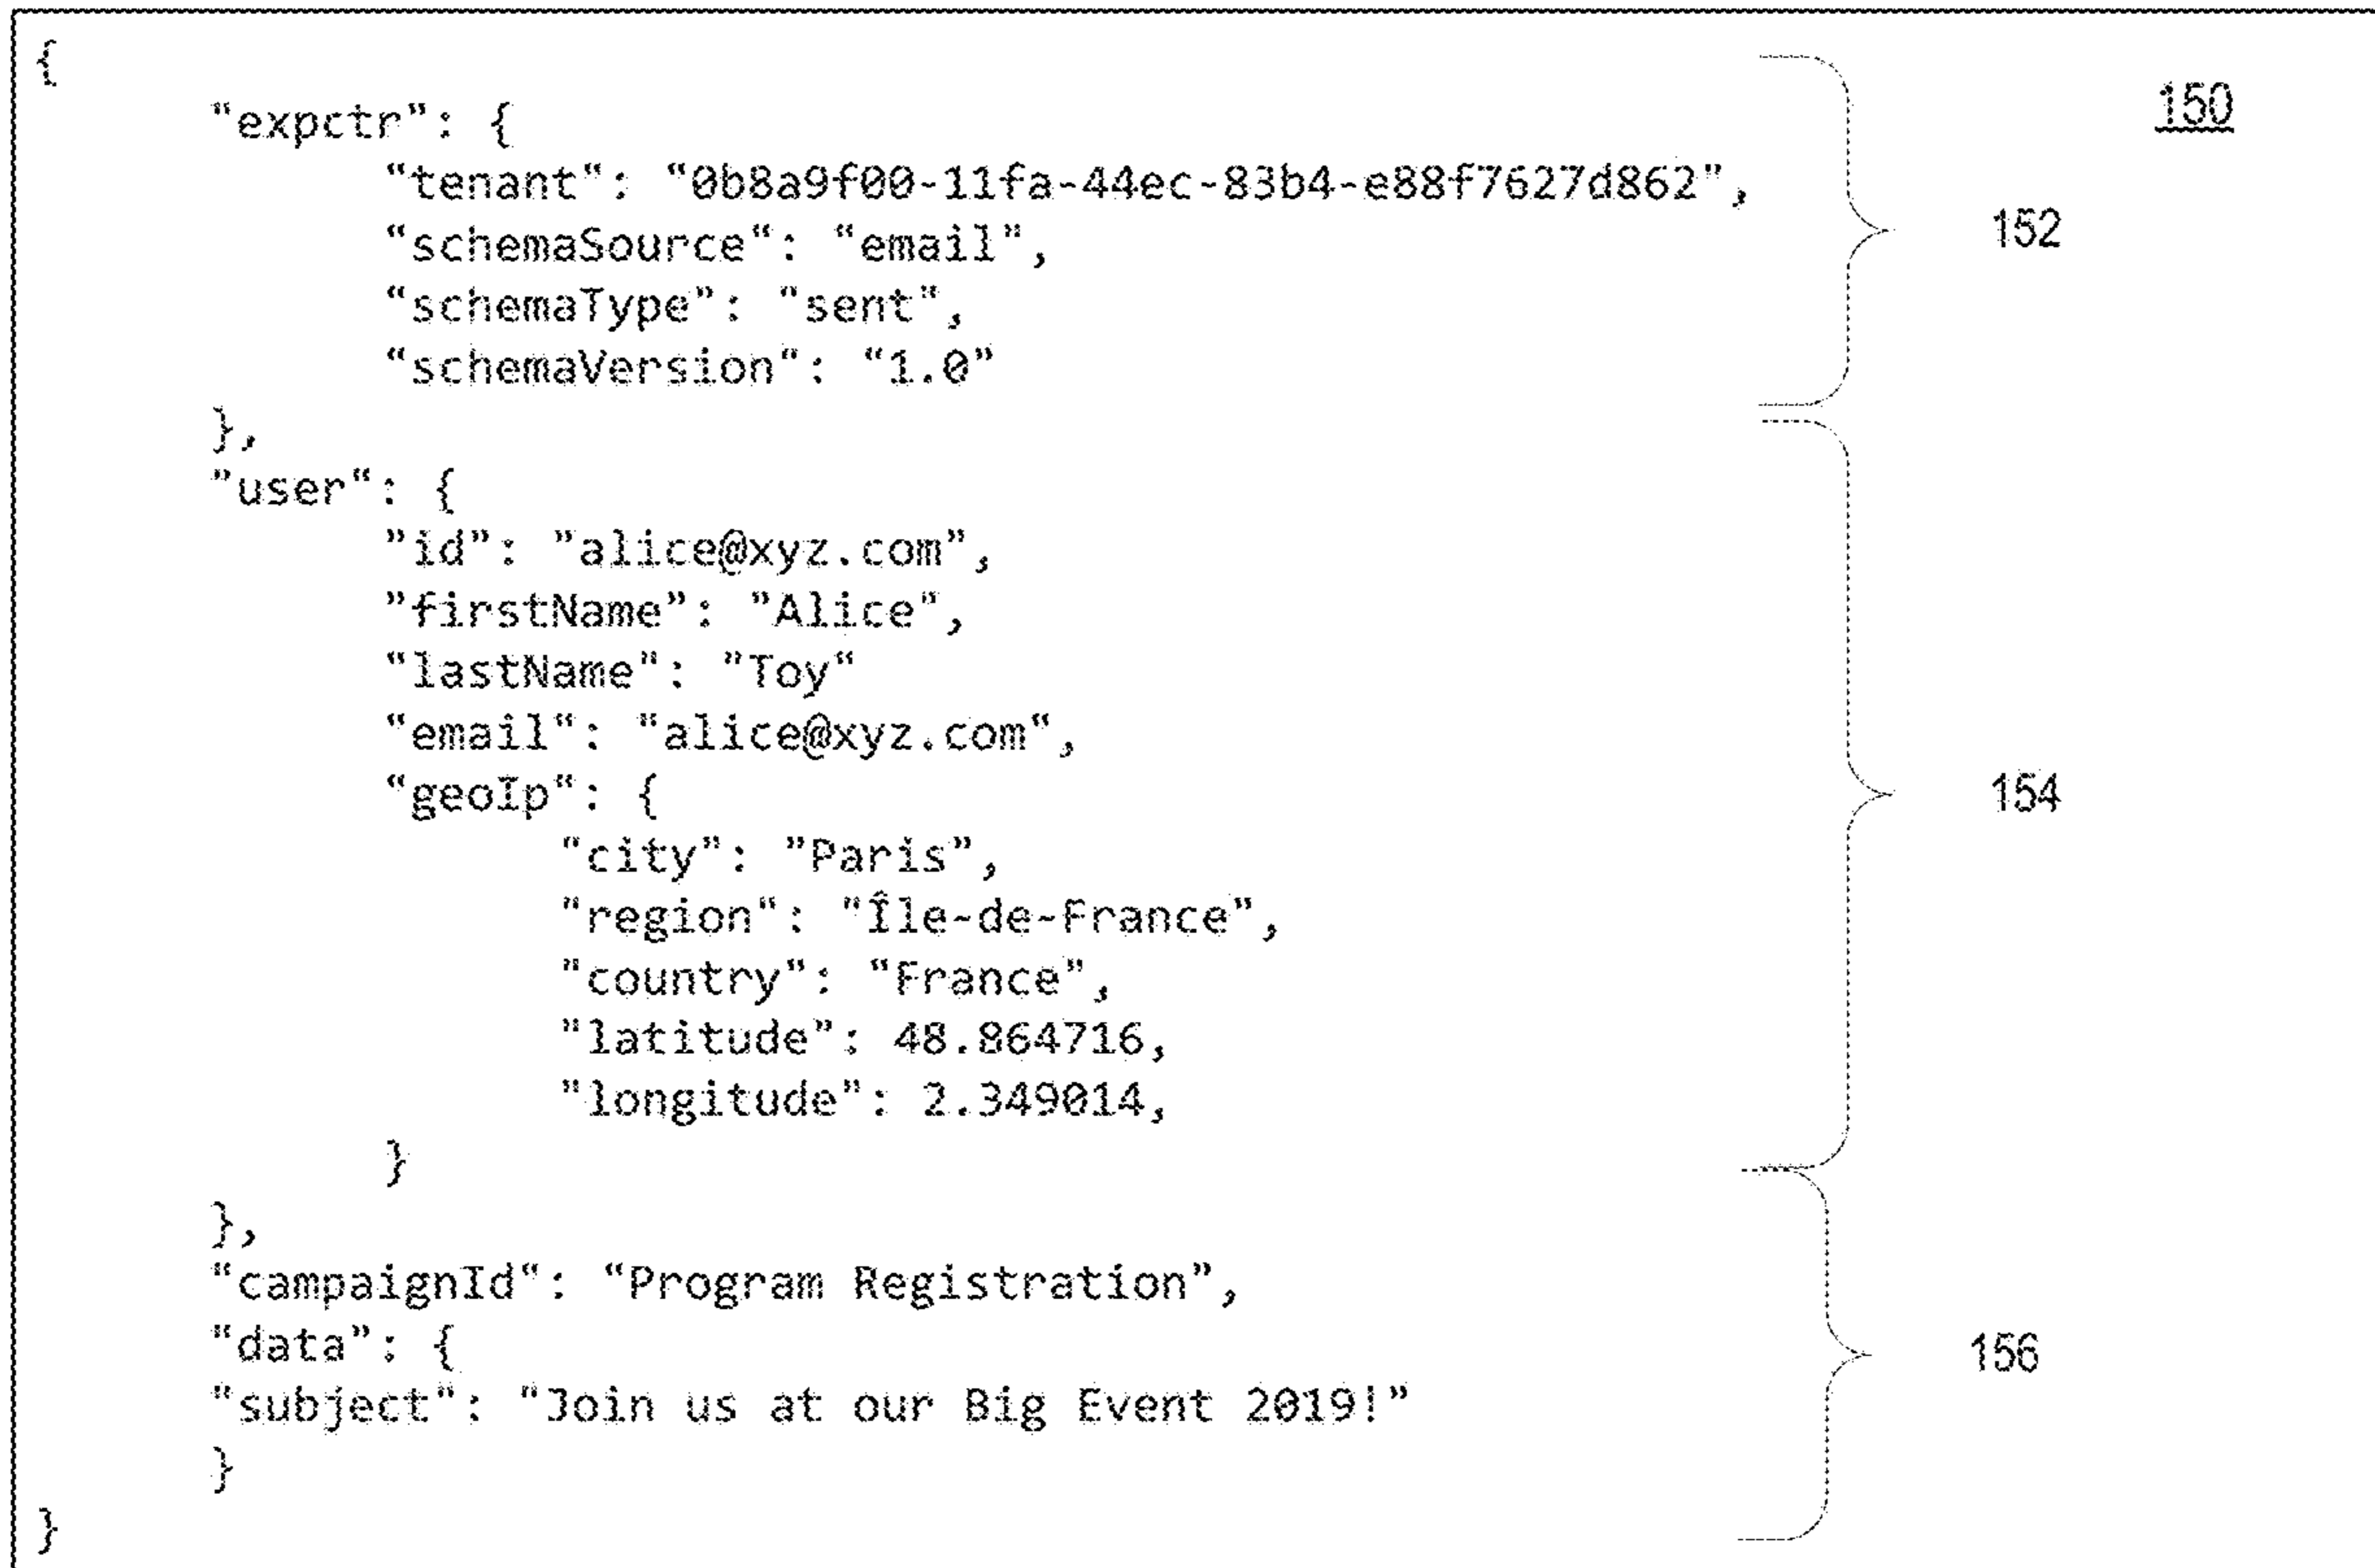 {
"expctr": { 150
"tenant": "0b8a9f00-11fa-44ec-83b4-e88f7627d862",
"schemaSource": "email", 152
"schemaType": "sent",
"schemaVersion": "1.0"
},
"user": {
"id": "alice@xyz.com",
"firstName": "Alice",
"lastName": "Toy"
"email": "alice@xyz.com",
"geoIp": { 154
"city": "Paris",
"region": "Île-de-France",
"country": "France",
"latitude": 48.864716,
"longitude": 2.349014,
}
},
"campaignId": "Program Registration",
"data": { 156
"subject": "Join us at our Big Event 2019!"
}
}